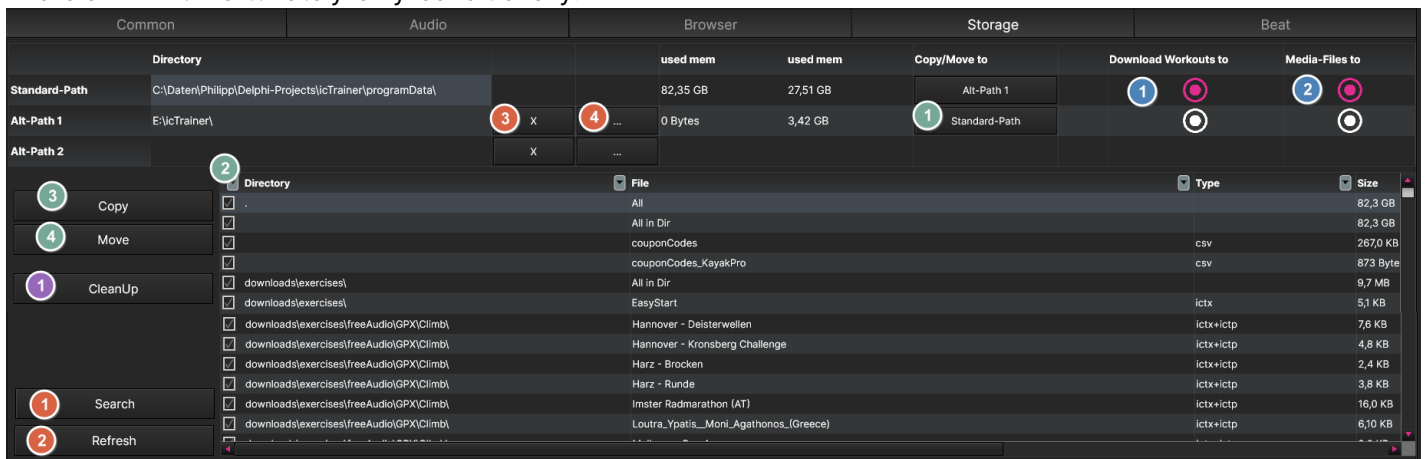 Common Audio Browser Storage Beat
Directory used mem used mem Copy/Move to Download Workouts to Media-Files to
Standard-Path C:\Daten\Philipp\Delphi-Projects\icTrainer\programData\ 82,35 GB 27,51 GB Alt-Path 1 1 2
Alt-Path 1 E:\icTrainer\ 3 X 4 ... 0 Bytes 3,42 GB 1 Standard-Path
Alt-Path 2 X ...
2 Directory File Type Size
3 Copy . All 82,3 GB
All in Dir 82,3 GB
4 Move couponCodes csv 267,0 KB
couponCodes_KayakPro csv 873 Byte
1 CleanUp downloads\exercises\ All in Dir 9,7 MB
downloads\exercises\ EasyStart ictx 5,1 KB
downloads\exercises\freeAudio\GPX\Climb\ Hannover - Deisterwellen ictx+ictp 7,6 KB
downloads\exercises\freeAudio\GPX\Climb\ Hannover - Kronsberg Challenge ictx+ictp 4,8 KB
downloads\exercises\freeAudio\GPX\Climb\ Harz - Brocken ictx+ictp 2,4 KB
downloads\exercises\freeAudio\GPX\Climb\ Harz - Runde ictx+ictp 3,8 KB
1 Search downloads\exercises\freeAudio\GPX\Climb\ Imster Radmarathon (AT) ictx+ictp 16,0 KB
downloads\exercises\freeAudio\GPX\Climb\ Loutra_Ypatis__Moni_Agathonos_(Greece) ictx+ictp 6,10 KB
2 Refresh